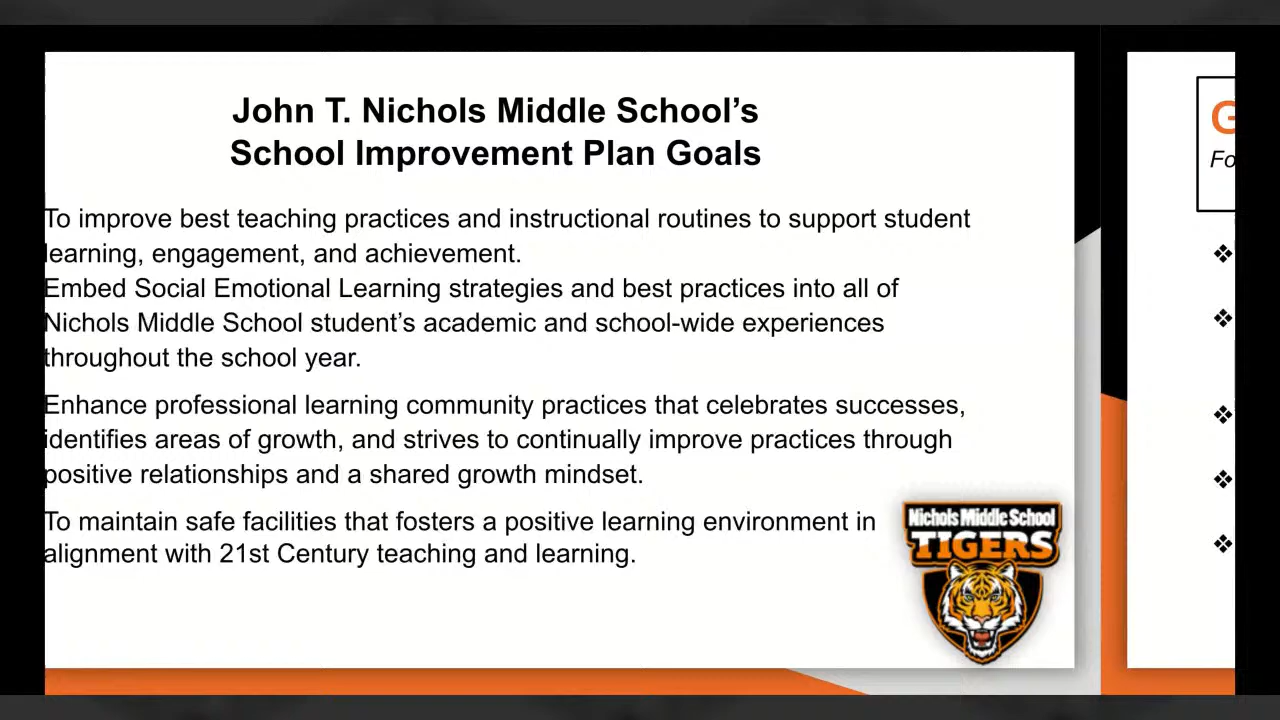 John T. Nichols Middle School’s
School Improvement Plan Goals
To improve best teaching practices and instructional routines to support student
learning, engagement, and achievement.
Embed Social Emotional Learning strategies and best practices into all of
Nichols Middle School student’s academic and school-wide experiences
throughout the school year.
Enhance professional learning community practices that celebrates successes,
identifies areas of growth, and strives to continually improve practices through
positive relationships and a shared growth mindset.
To maintain safe facilities that fosters a positive learning environment in
alignment with 21st Century teaching and learning.
Nichols Middle School
TIGERS